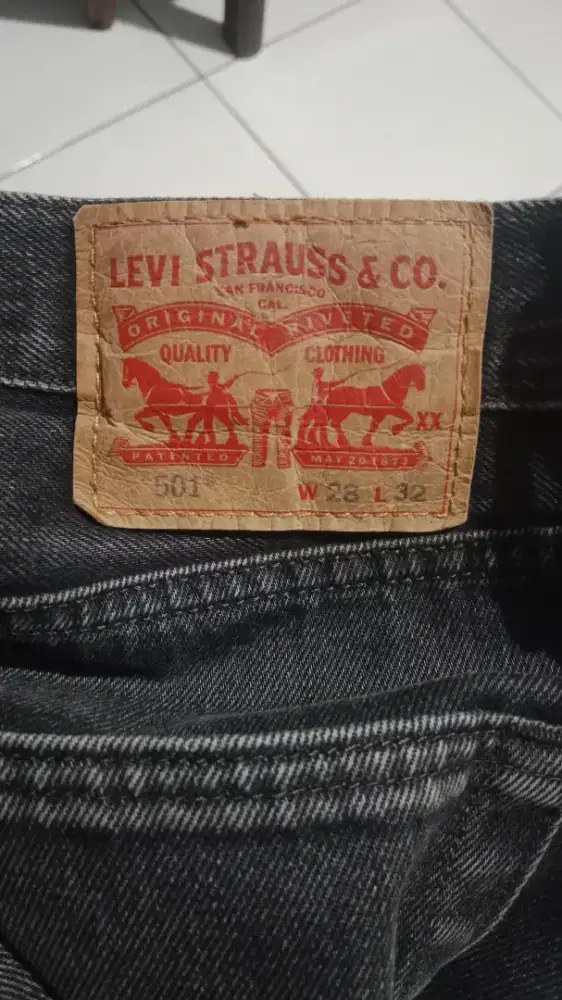 LEVI STRAUSS & CO.
SAN FRANCISCO
CAL.
ORIGINAL RIVETED
QUALITY CLOTHING
XX
PATENTED MAY 20 1873
501® W 28 L 32